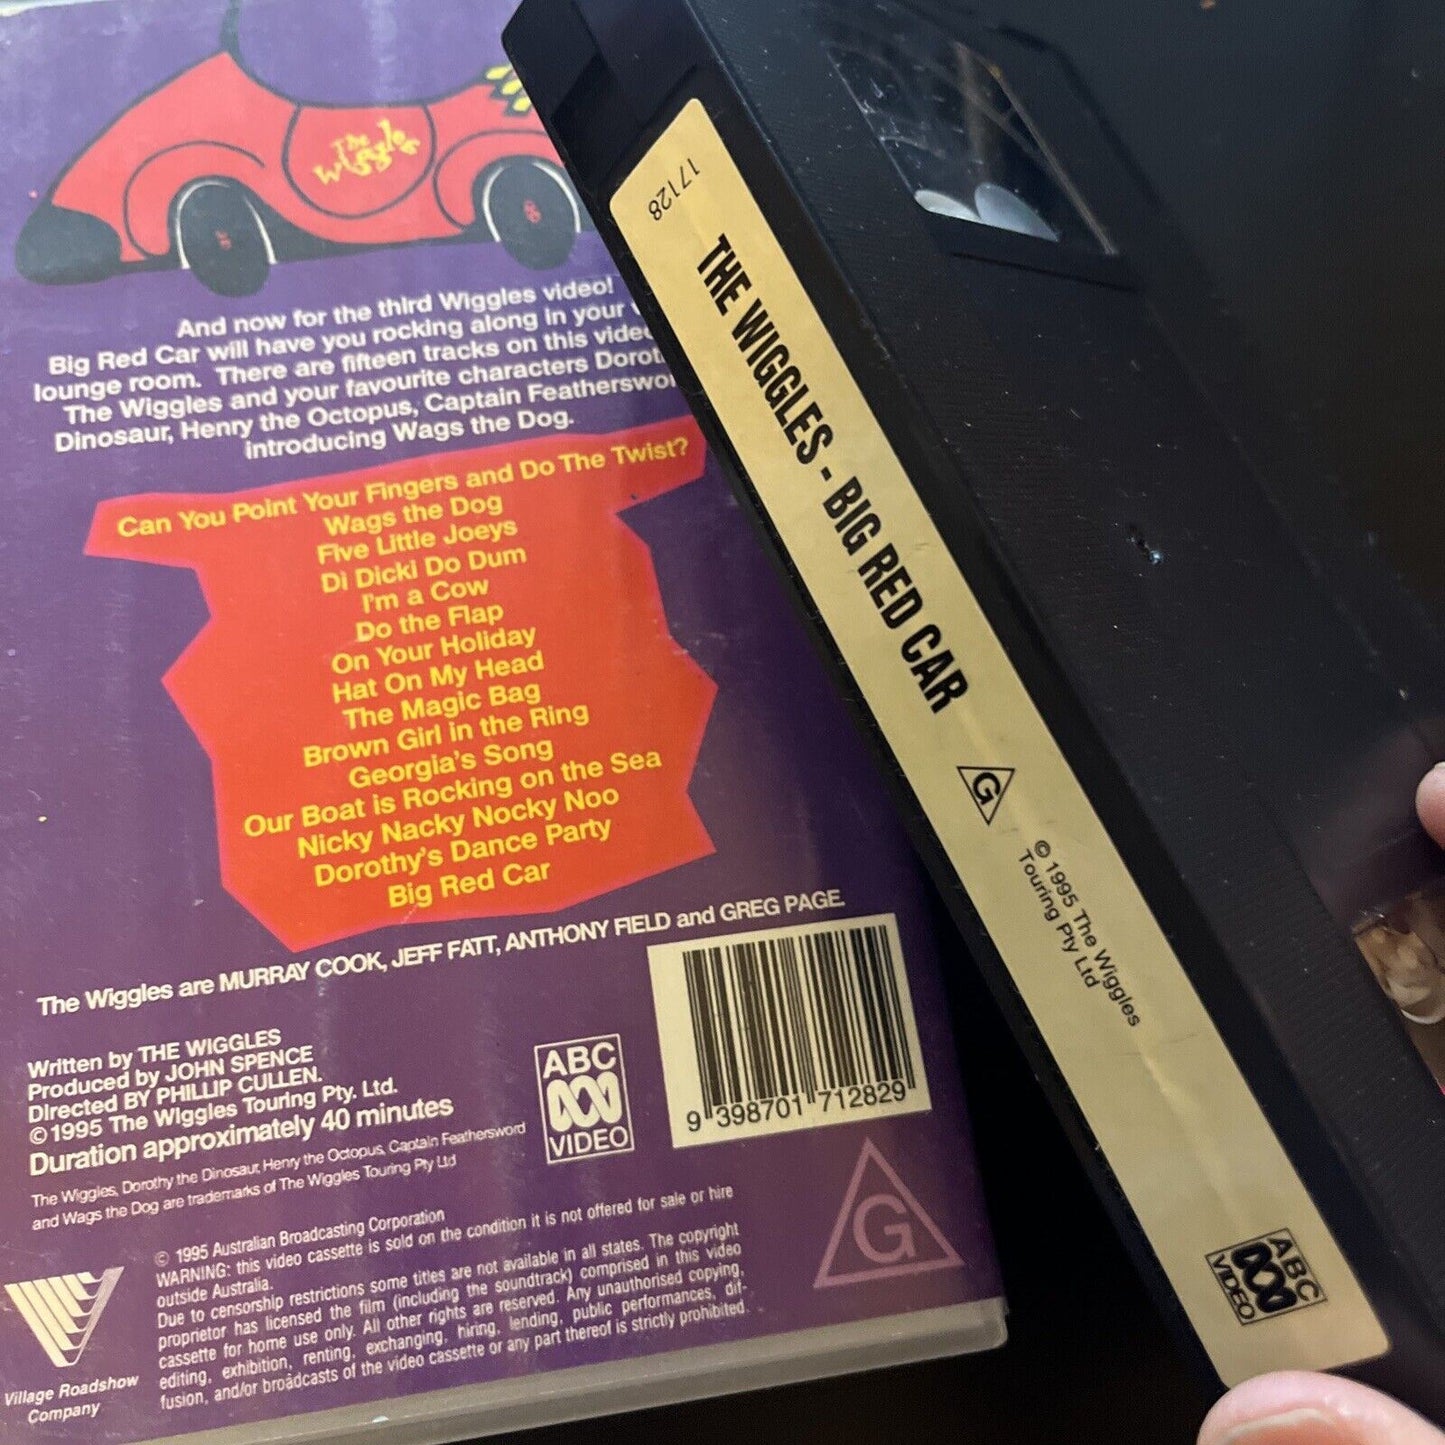 The
Wiggles
And now for the third Wiggles video!
Big Red Car will have you rocking along in your
lounge room. There are fifteen tracks on this video
The Wiggles and your favourite characters
Dinosaur, Henry the Octopus, Captain
introducing Wags the Dog.
Can You Point Your Fingers and Do The Twist?
Wags the Dog
Five Little Joeys
Di Dicki Do Dum
I'm a Cow
Do the Flap
On Your Holiday
Hat On My Head
The Magic Bag
Brown Girl in the Ring
Georgia's Song
Our Boat is Rocking on the Sea
Nicky Nacky Nocky Noo
Dorothy's Dance Party
Big Red Car
The Wiggles are MURRAY COOK, JEFF FATT, ANTHONY FIELD and GREG PAGE.
Written by THE WIGGLES
Produced by JOHN SPENCE
Directed BY PHILLIP CULLEN.
© 1995 The Wiggles Touring Pty. Ltd.
Duration approximately 40 minutes
The Wiggles, Dorothy the Dinosaur, Henry the Octopus, Captain Feathersword
and Wags the Dog are trademarks of The Wiggles Touring Pty Ltd
ABC
VIDEO
9 398701 712829
G
© 1995 Australian Broadcasting Corporation
WARNING: this video cassette is sold on the condition it is not offered for sale or hire
outside Australia.
Due to censorship restrictions some titles are not available in all states. The copyright
proprietor has licensed the film (including the soundtrack) comprised in this video
cassette for home use only. All other rights are reserved. Any unauthorised copying,
editing, exhibition, renting, exchanging, hiring, lending, public performances, dif-
fusion, and/or broadcasts of the video cassette or any part thereof is strictly prohibited.
Village Roadshow
Company
17128
THE WIGGLES - BIG RED CAR
G
© 1995 The Wiggles
Touring Pty Ltd
ABC
VIDEO